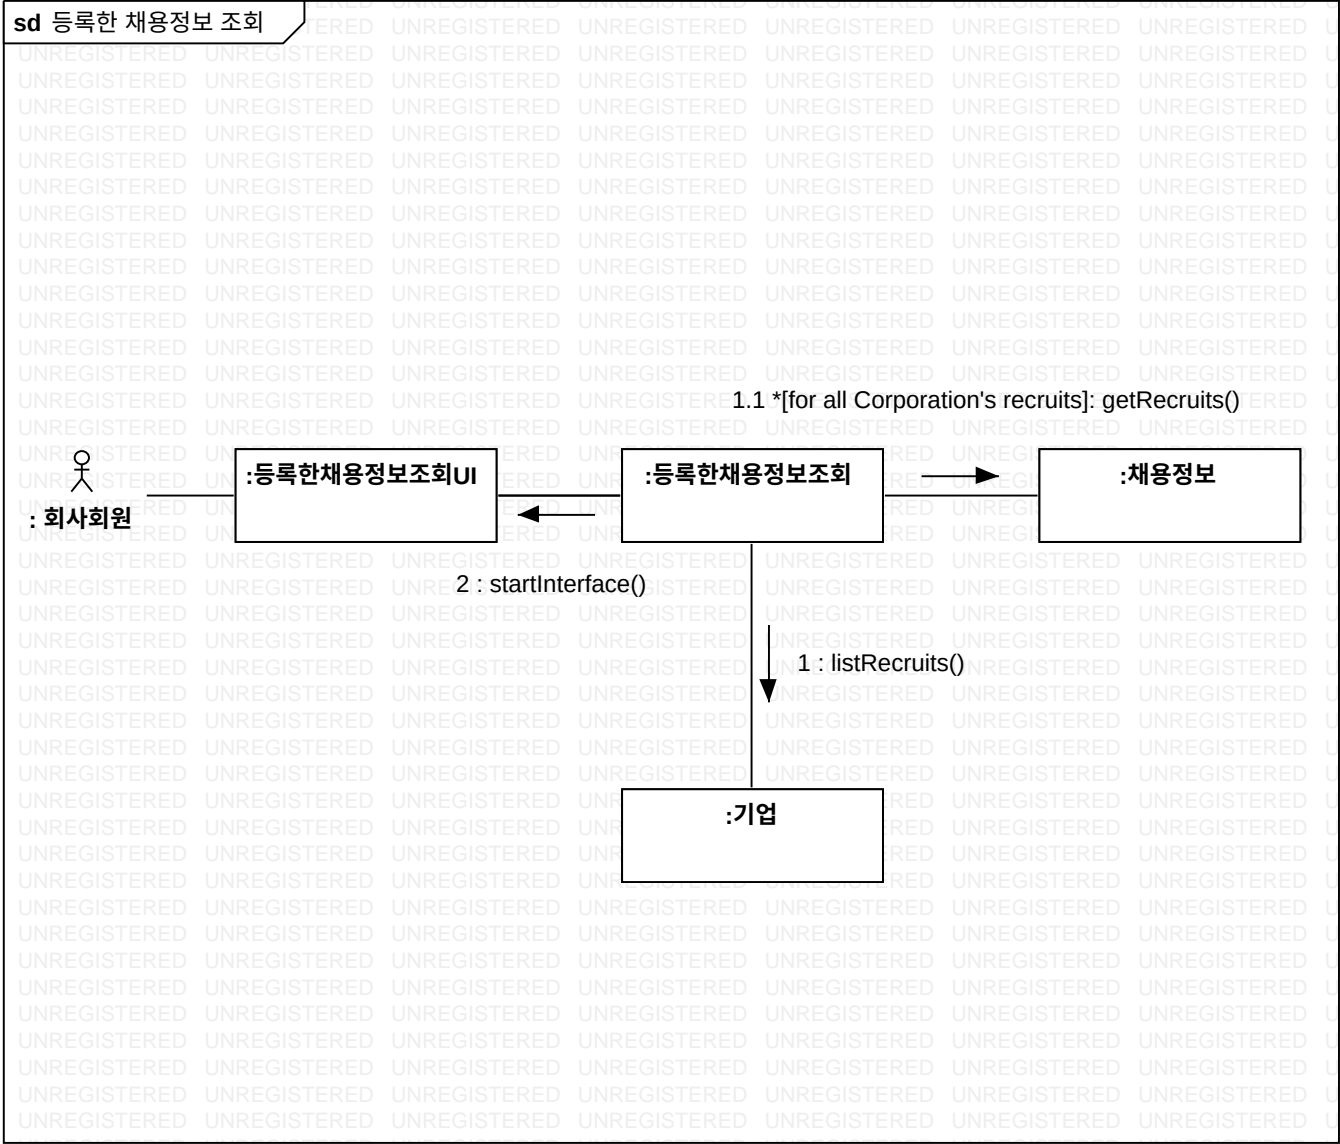 sd 등록한 채용정보 조회
1.1 *[for all Corporation's recruits]: getRecruits()
:등록한채용정보조회UI
:등록한채용정보조회
:채용정보
: 회사회원
2 : startInterface()
1 : listRecruits()
:기업
UNREGISTERED